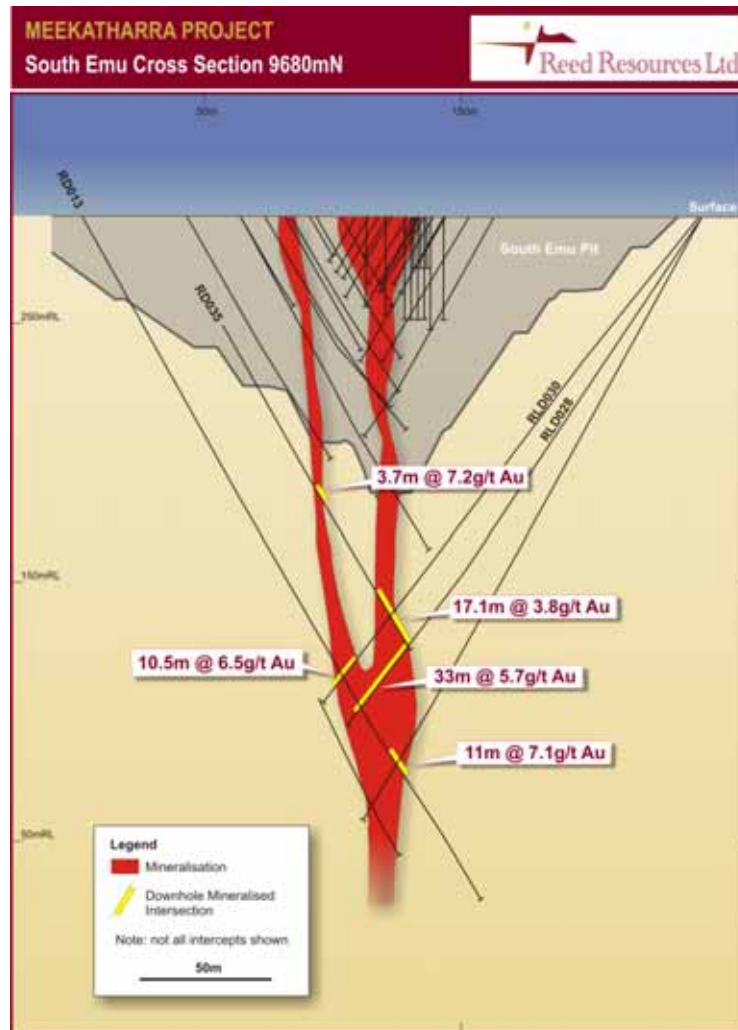 MEEKATHARRA PROJECT
South Emu Cross Section 9680mN
Reed Resources Ltd
150m
RD013
Surface
South Emu Pit
RD035
250mRL
RLD030
RLD028
3.7m @ 7.2g/t Au
150mRL
17.1m @ 3.8g/t Au
10.5m @ 6.5g/t Au
33m @ 5.7g/t Au
11m @ 7.1g/t Au
50mRL
Legend
Mineralisation
Downhole Mineralised
Intersection
Note: not all intercepts shown
50m